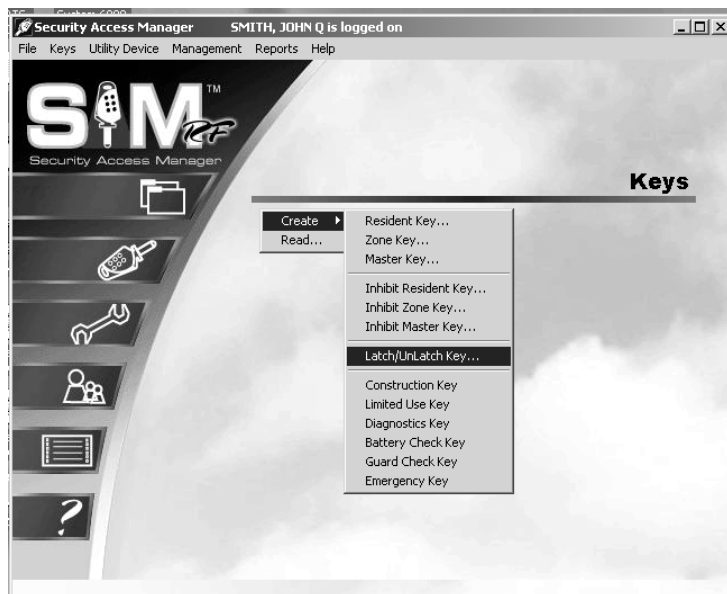 Security Access Manager SMITH, JOHN Q is logged on
File Keys Utility Device Management Reports Help
SAM™
RF
Security Access Manager
Keys
Create
Read...
Resident Key...
Zone Key...
Master Key...
Inhibit Resident Key...
Inhibit Zone Key...
Inhibit Master Key...
Latch/UnLatch Key...
Construction Key
Limited Use Key
Diagnostics Key
Battery Check Key
Guard Check Key
Emergency Key
?